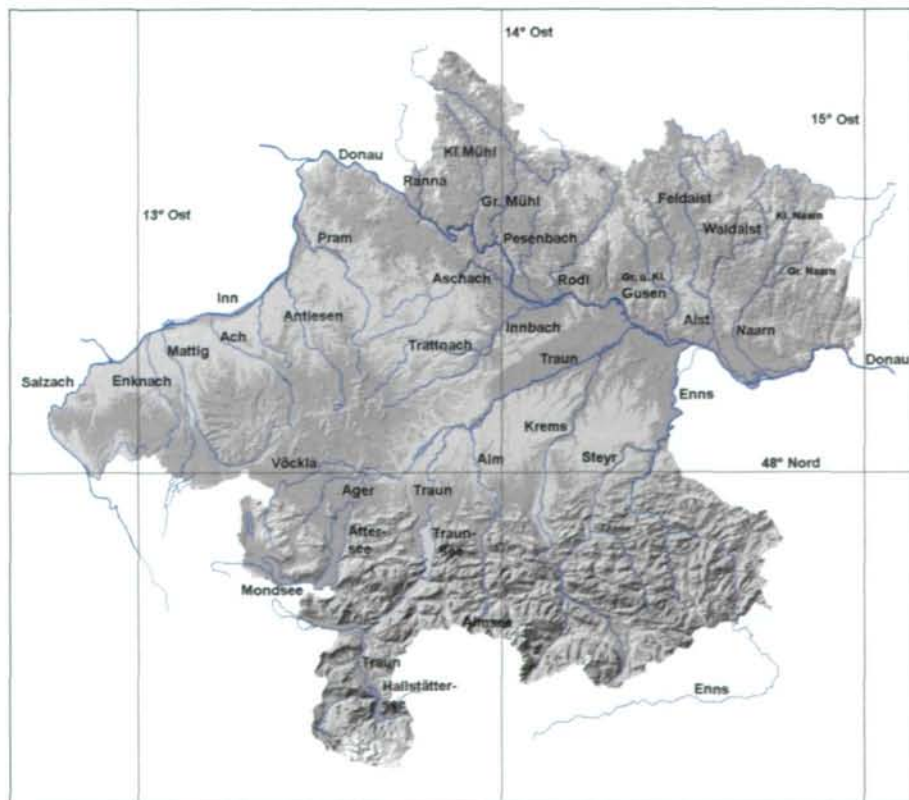 14° Ost
15° Ost
Donau
Kl.Mühl
Ranna
Gr. Mühl
Feldaist
Waldaist
Kl. Naarn
13° Ost
Pram
Pesenbach
Gr. Naarn
Aschach
Rodl
Gr. u. Kl.
Gusen
Inn
Antiesen
Innbach
Aist
Naarn
Mattig
Ach
Trattnach
Traun
Donau
Salzach
Enknach
Enns
Krems
Vöckla
Alm
Steyr
48° Nord
Ager
Traun
Atter-
see
Traun-
See
Mondsee
Almsee
Traun
Hallstätter-
Enns